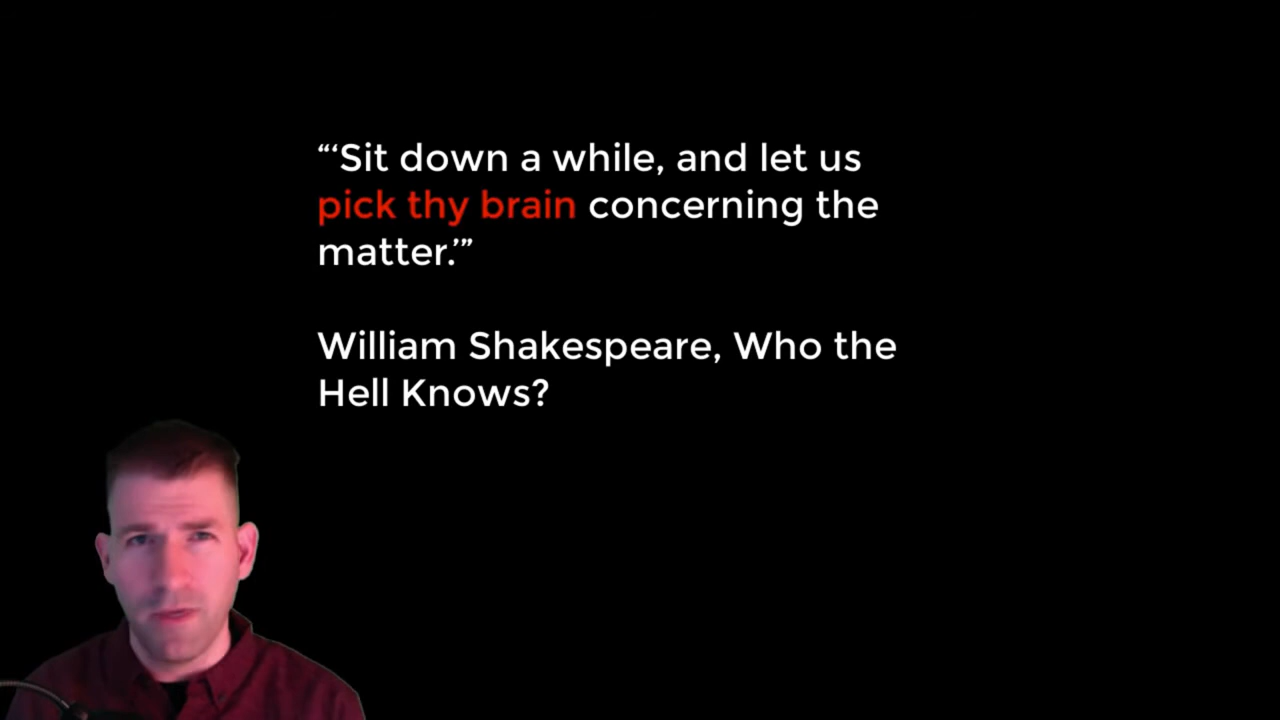 “‘Sit down a while, and let us
pick thy brain concerning the
matter.’”
William Shakespeare, Who the
Hell Knows?